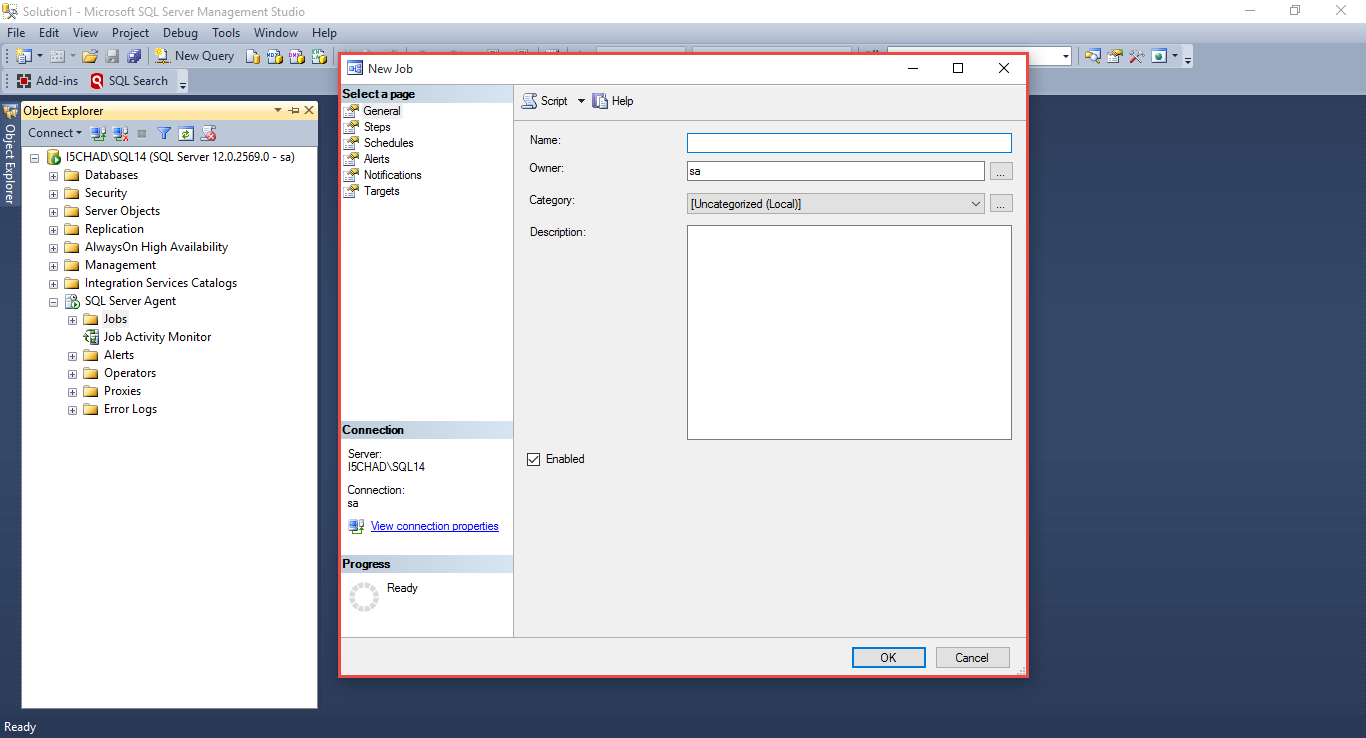 Solution1 - Microsoft SQL Server Management Studio
File Edit View Project Debug Tools Window Help
New Query
Add-ins SQL Search
Object Explorer
Object Explorer
Connect
I5CHAD\SQL14 (SQL Server 12.0.2569.0 - sa)
Databases
Security
Server Objects
Replication
AlwaysOn High Availability
Management
Integration Services Catalogs
SQL Server Agent
Jobs
Job Activity Monitor
Alerts
Operators
Proxies
Error Logs
New Job
Select a page
General
Steps
Schedules
Alerts
Notifications
Targets
Connection
Server:
I5CHAD\SQL14
Connection:
sa
View connection properties
Progress
Ready
Script Help
Name:
Owner: sa ...
Category: [Uncategorized (Local)] ...
Description:
Enabled
OK Cancel
Ready